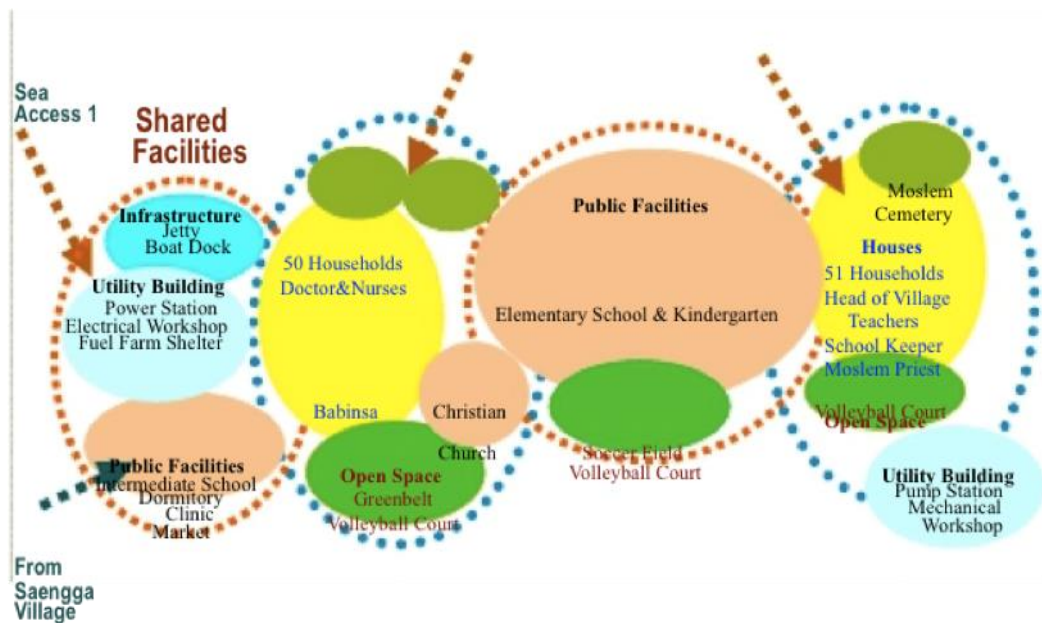 Sea
Access 1
Shared
Facilities
Infrastructure
Jetty
Boat Dock
Utility Building
Power Station
Electrical Workshop
Fuel Farm Shelter
Public Facilities
Intermediate School
Dormitory
Clinic
Market
From
Saengga
Village
50 Households
Doctor&Nurses
Babinsa
Christian
Church
Open Space
Greenbelt
Volleyball Court
Public Facilities
Elementary School & Kindergarten
Soccer Field
Volleyball Court
Moslem
Cemetery
Houses
51 Households
Head of Village
Teachers
School Keeper
Moslem Priest
Volleyball Court
Open Space
Utility Building
Pump Station
Mechanical
Workshop